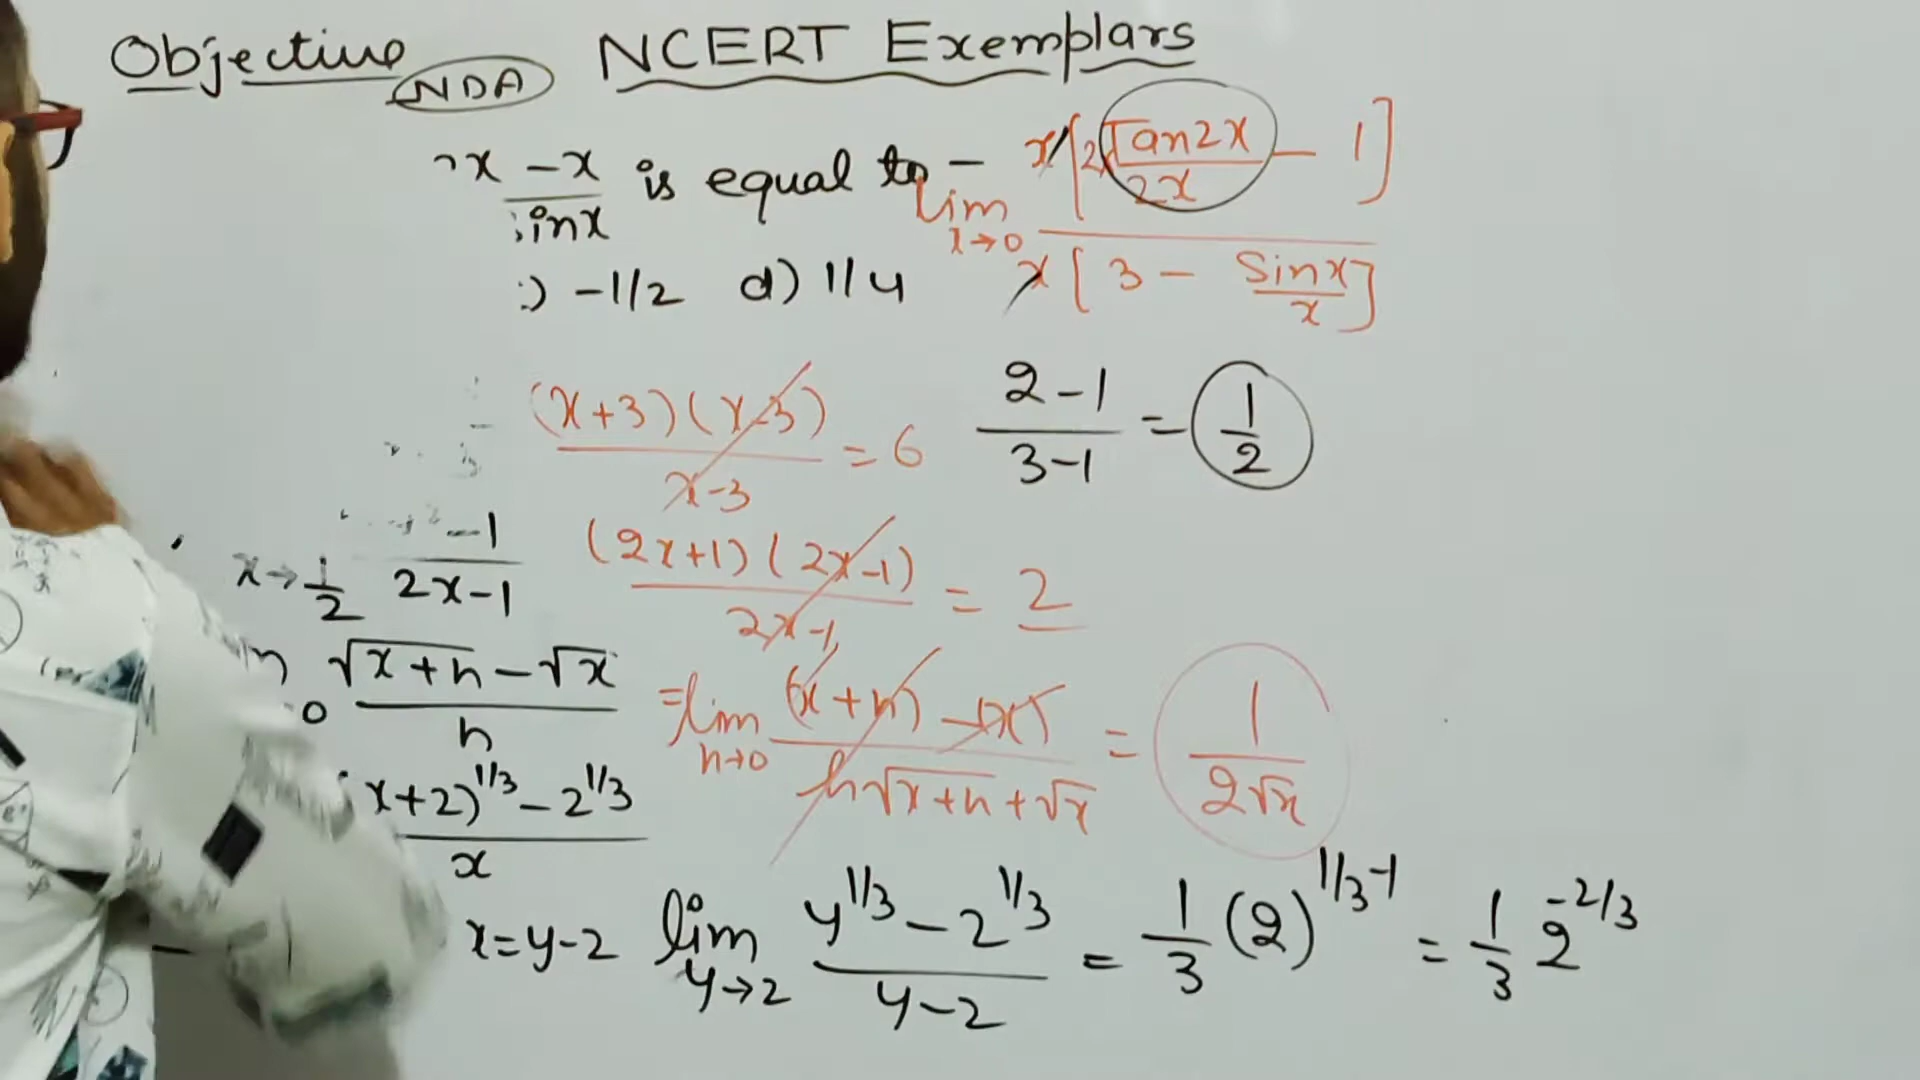 Objective NCERT Exemplars
NDA
x - x / sinx is equal to - lim x→0 x[2 Tan2x/2x - 1] / x[3 - Sinx/x]
) -1/2 d) 1/4
(x+3)(x-3) / x-3 = 6 2-1 / 3-1 = 1/2
x→1/2 -1 / 2x-1 (2x+1)(2x-1) / 2x-1 = 2
√x+h - √x / h = lim h→0 (x+h) - (x) / h√x+h + √x = 1 / 2√x
x+2)^1/3 - 2^1/3 / x
x=y-2 lim y→2 y^1/3 - 2^1/3 / y-2 = 1/3 (2)^1/3-1 = 1/3 2^-2/3